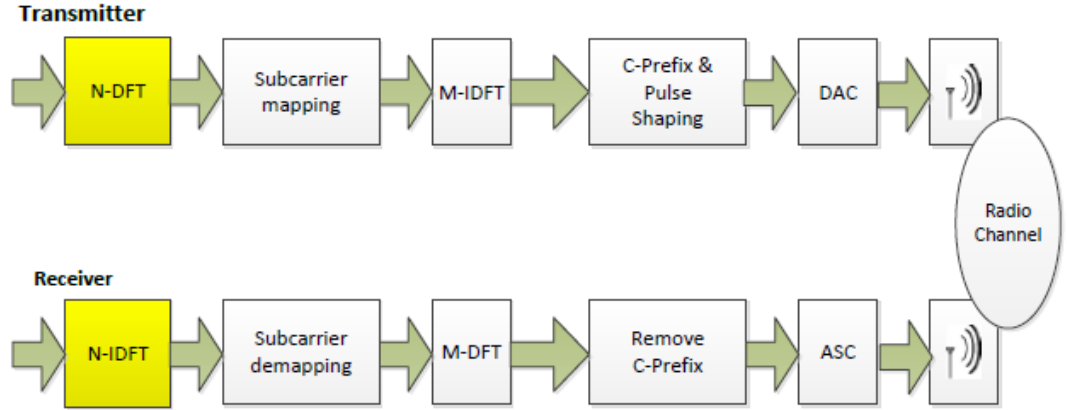 Transmitter
N-DFT
Subcarrier
mapping
M-IDFT
C-Prefix &
Pulse
Shaping
DAC
Radio
Channel
Receiver
N-IDFT
Subcarrier
demapping
M-DFT
Remove
C-Prefix
ASC